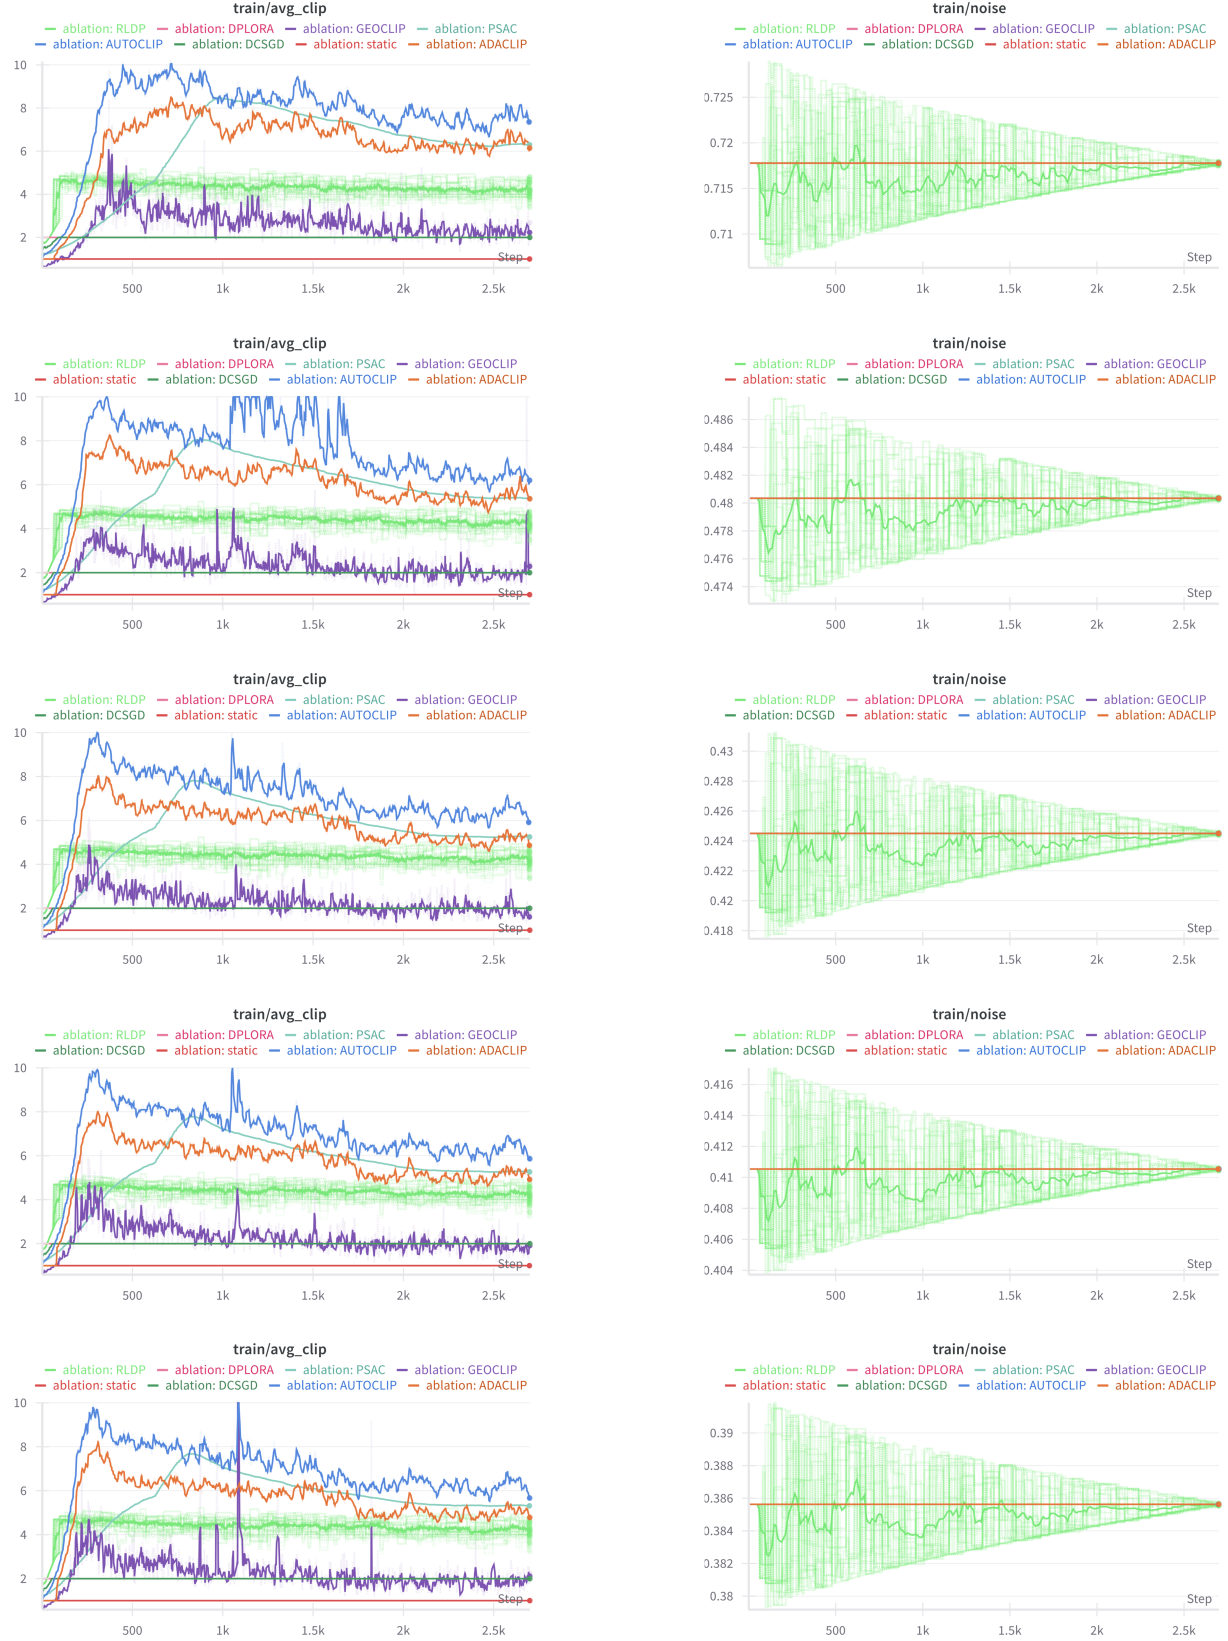 train/avg_clip
ablation: RLDP ablation: DPLORA ablation: GEOCLIP ablation: PSAC
ablation: AUTOCLIP ablation: DCSGD ablation: static ablation: ADACLIP
10
8
6
4
2
Step
500 1k 1.5k 2k 2.5k
train/noise
ablation: RLDP ablation: DPLORA ablation: GEOCLIP ablation: PSAC
ablation: AUTOCLIP ablation: DCSGD ablation: static ablation: ADACLIP
0.725
0.72
0.715
0.71
Step
500 1k 1.5k 2k 2.5k
train/avg_clip
ablation: RLDP ablation: DPLORA ablation: PSAC ablation: GEOCLIP
ablation: static ablation: DCSGD ablation: AUTOCLIP ablation: ADACLIP
10
8
6
4
2
Step
500 1k 1.5k 2k 2.5k
train/noise
ablation: RLDP ablation: DPLORA ablation: PSAC ablation: GEOCLIP
ablation: static ablation: DCSGD ablation: AUTOCLIP ablation: ADACLIP
0.486
0.484
0.482
0.48
0.478
0.476
0.474
Step
500 1k 1.5k 2k 2.5k
train/avg_clip
ablation: RLDP ablation: DPLORA ablation: PSAC ablation: GEOCLIP
ablation: DCSGD ablation: static ablation: AUTOCLIP ablation: ADACLIP
10
8
6
4
2
Step
500 1k 1.5k 2k 2.5k
train/noise
ablation: RLDP ablation: DPLORA ablation: PSAC ablation: GEOCLIP
ablation: DCSGD ablation: static ablation: AUTOCLIP ablation: ADACLIP
0.43
0.428
0.426
0.424
0.422
0.42
0.418
Step
500 1k 1.5k 2k 2.5k
train/avg_clip
ablation: RLDP ablation: DPLORA ablation: PSAC ablation: GEOCLIP
ablation: DCSGD ablation: static ablation: AUTOCLIP ablation: ADACLIP
10
8
6
4
2
Step
500 1k 1.5k 2k 2.5k
train/noise
ablation: RLDP ablation: DPLORA ablation: PSAC ablation: GEOCLIP
ablation: DCSGD ablation: static ablation: AUTOCLIP ablation: ADACLIP
0.416
0.414
0.412
0.41
0.408
0.406
0.404
Step
500 1k 1.5k 2k 2.5k
train/avg_clip
ablation: RLDP ablation: DPLORA ablation: PSAC ablation: GEOCLIP
ablation: static ablation: DCSGD ablation: AUTOCLIP ablation: ADACLIP
10
8
6
4
2
Step
500 1k 1.5k 2k 2.5k
train/noise
ablation: RLDP ablation: DPLORA ablation: PSAC ablation: GEOCLIP
ablation: static ablation: DCSGD ablation: AUTOCLIP ablation: ADACLIP
0.39
0.388
0.386
0.384
0.382
0.38
Step
500 1k 1.5k 2k 2.5k